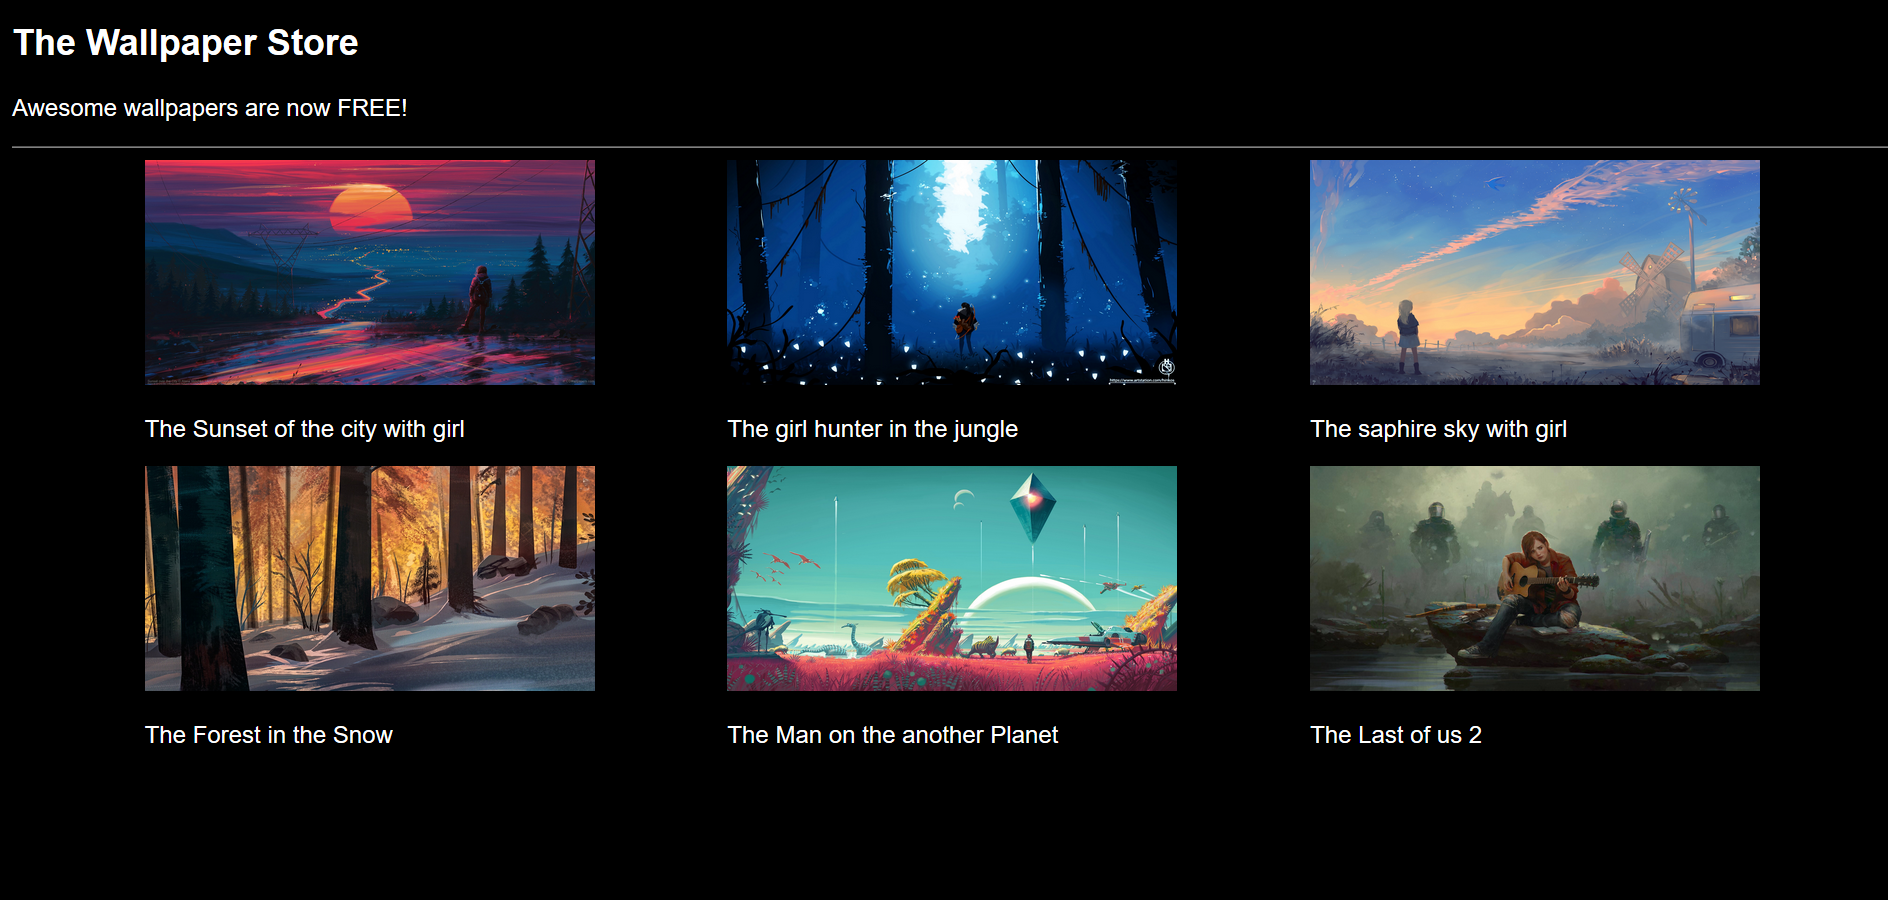 The Wallpaper Store
Awesome wallpapers are now FREE!
The Sunset of the city with girl
The girl hunter in the jungle
The saphire sky with girl
The Forest in the Snow
The Man on the another Planet
The Last of us 2